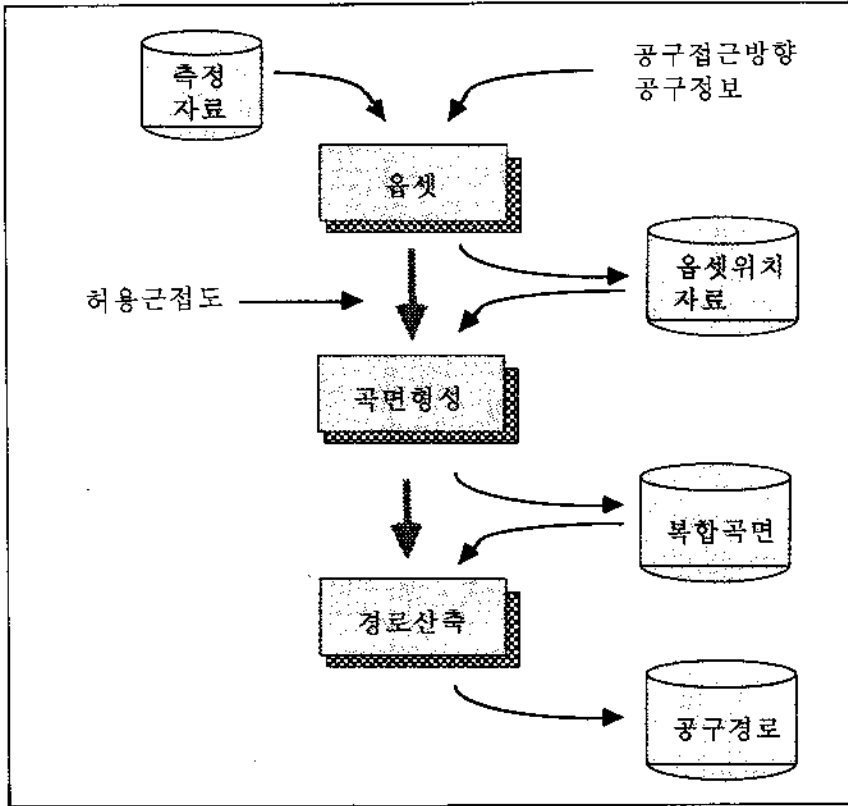 측정
자료
공구접근방향
공구정보
옵셋
옵셋위치
자료
허용근접도
곡면형성
복합곡면
경로산축
공구경로